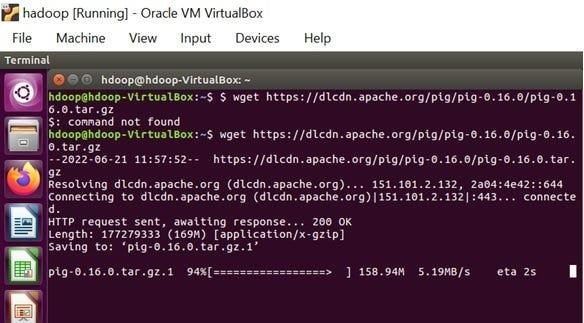 hadoop [Running] - Oracle VM VirtualBox
File Machine View Input Devices Help
Terminal
hdoop@hdoop-VirtualBox: ~
hdoop@hdoop-VirtualBox:~$ $ wget https://dlcdn.apache.org/pig/pig-0.16.0/pig-0.1
6.0.tar.gz
$: command not found
hdoop@hdoop-VirtualBox:~$ wget https://dlcdn.apache.org/pig/pig-0.16.0/pig-0.16.
0.tar.gz
--2022-06-21 11:57:52-- https://dlcdn.apache.org/pig/pig-0.16.0/pig-0.16.0.tar.
gz
Resolving dlcdn.apache.org (dlcdn.apache.org)... 151.101.2.132, 2a04:4e42::644
Connecting to dlcdn.apache.org (dlcdn.apache.org)|151.101.2.132|:443... connecte
d.
HTTP request sent, awaiting response... 200 OK
Length: 177279333 (169M) [application/x-gzip]
Saving to: ‘pig-0.16.0.tar.gz.1’
pig-0.16.0.tar.gz.1 94%[=================> ] 158.94M 5.19MB/s eta 2s